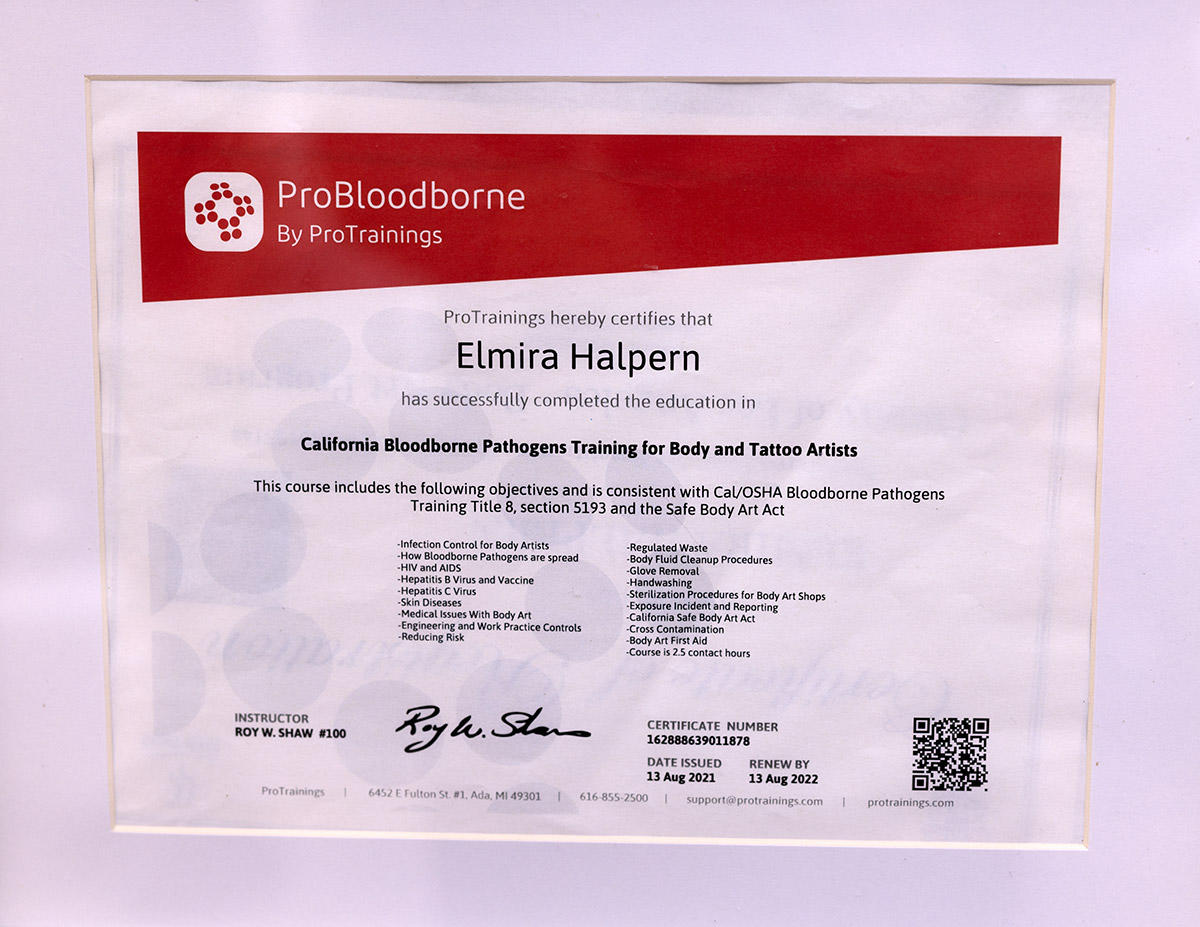 ProBloodborne
By ProTrainings
ProTrainings hereby certifies that
Elmira Halpern
has successfully completed the education in
California Bloodborne Pathogens Training for Body and Tattoo Artists
This course includes the following objectives and is consistent with Cal/OSHA Bloodborne Pathogens
Training Title 8, section 5193 and the Safe Body Art Act
-Infection Control for Body Artists
-How Bloodborne Pathogens are spread
-HIV and AIDS
-Hepatitis B Virus and Vaccine
-Hepatitis C Virus
-Skin Diseases
-Medical Issues With Body Art
-Engineering and Work Practice Controls
-Reducing Risk
-Regulated Waste
-Body Fluid Cleanup Procedures
-Glove Removal
-Handwashing
-Sterilization Procedures for Body Art Shops
-Exposure Incident and Reporting
-California Safe Body Art Act
-Cross Contamination
-Body Art First Aid
-Course is 2.5 contact hours
INSTRUCTOR
ROY W. SHAW #100
Roy W. Shaw
CERTIFICATE NUMBER
162888639011878
DATE ISSUED RENEW BY
13 Aug 2021 13 Aug 2022
ProTrainings | 6452 E Fulton St. #1, Ada, MI 49301 | 616-855-2500 | support@protrainings.com | protrainings.com